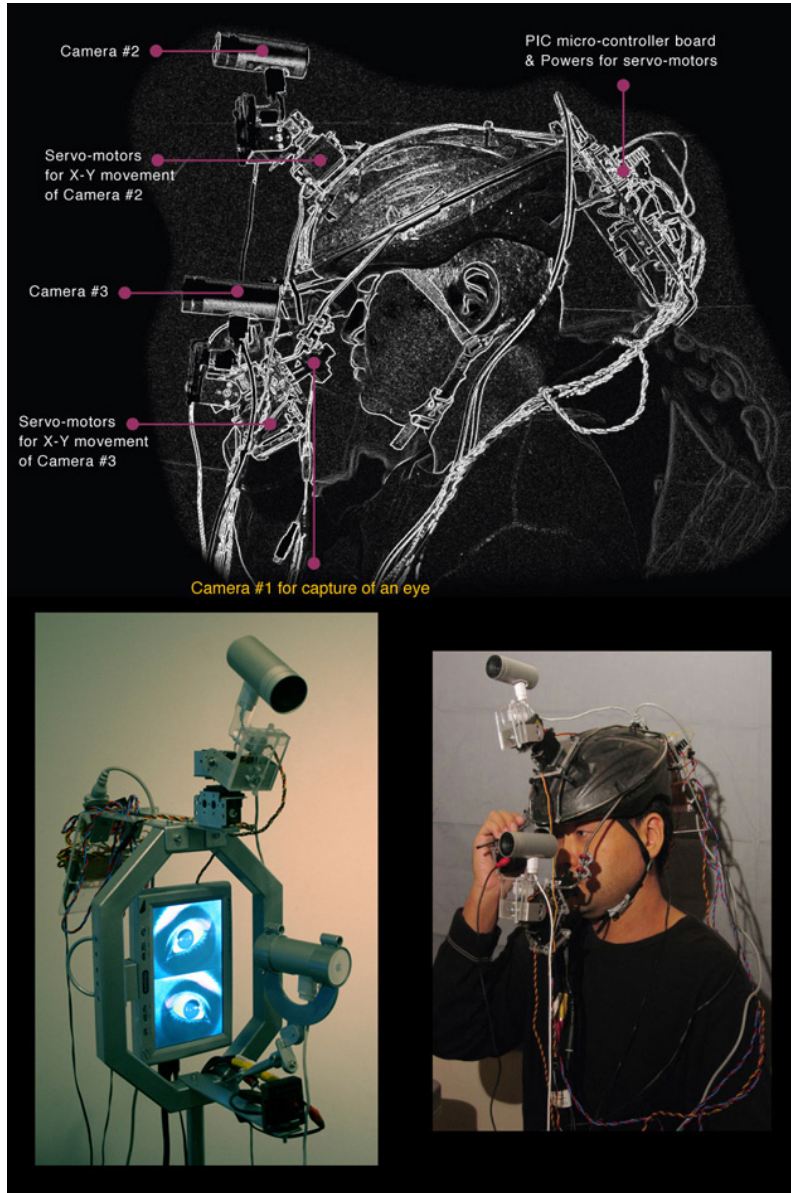 Camera #2
PIC micro-controller board
& Powers for servo-motors
Servo-motors
for X-Y movement
of Camera #2
Camera #3
Servo-motors
for X-Y movement
of Camera #3
Camera #1 for capture of an eye